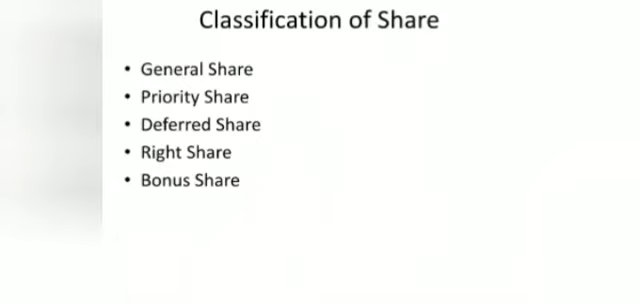 Classification of Share
• General Share
• Priority Share
• Deferred Share
• Right Share
• Bonus Share